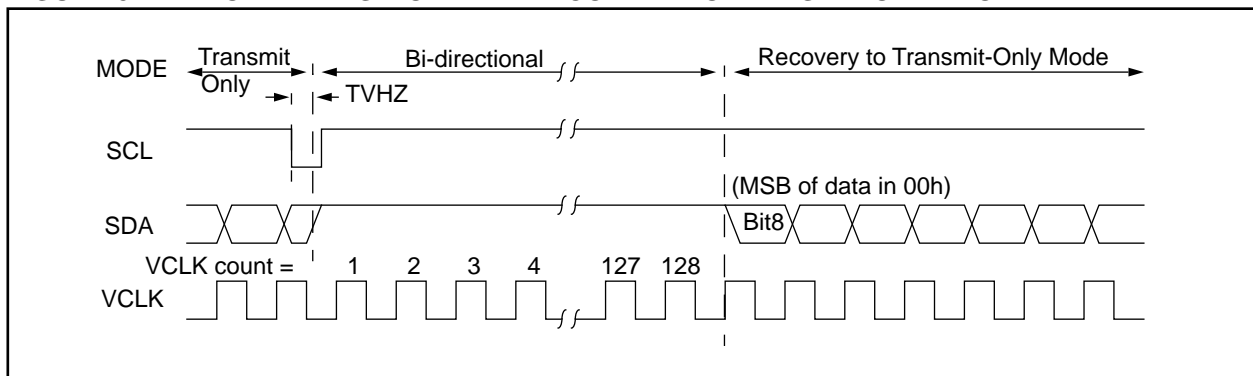 MODE
Transmit
Only
Bi-directional
Recovery to Transmit-Only Mode
TVHZ
SCL
(MSB of data in 00h)
SDA
Bit8
VCLK count = 1 2 3 4 127 128
VCLK